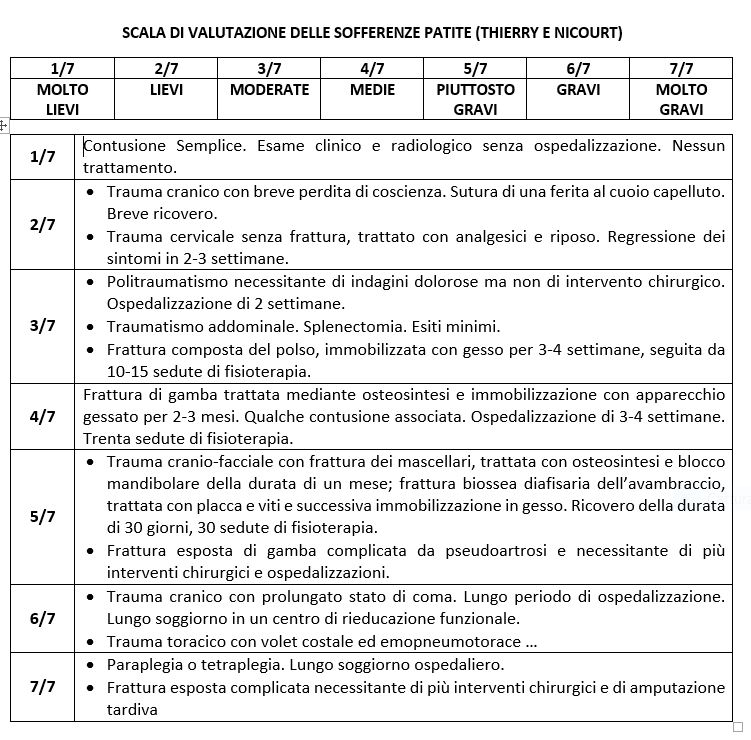 SCALA DI VALUTAZIONE DELLE SOFFERENZE PATITE (THIERRY E NICOURT)
1/7 2/7 3/7 4/7 5/7 6/7 7/7
MOLTO LIEVI MODERATE MEDIE PIUTTOSTO GRAVI MOLTO
LIEVI GRAVI GRAVI
Contusione Semplice. Esame clinico e radiologico senza ospedalizzazione. Nessun
1/7
trattamento.
• Trauma cranico con breve perdita di coscienza. Sutura di una ferita al cuoio capelluto.
Breve ricovero.
2/7
• Trauma cervicale senza frattura, trattato con analgesici e riposo. Regressione dei
sintomi in 2-3 settimane.
• Politraumatismo necessitante di indagini dolorose ma non di intervento chirurgico.
Ospedalizzazione di 2 settimane.
3/7 • Traumatismo addominale. Splenectomia. Esiti minimi.
• Frattura composta del polso, immobilizzata con gesso per 3-4 settimane, seguita da
10-15 sedute di fisioterapia.
Frattura di gamba trattata mediante osteosintesi e immobilizzazione con apparecchio
4/7 gessato per 2-3 mesi. Qualche contusione associata. Ospedalizzazione di 3-4 settimane.
Trenta sedute di fisioterapia.
• Trauma cranio-facciale con frattura dei mascellari, trattata con osteosintesi e blocco
mandibolare della durata di un mese; frattura biossea diafisaria dell’avambraccio,
trattata con placca e viti e successiva immobilizzazione in gesso. Ricovero della durata
5/7
di 30 giorni, 30 sedute di fisioterapia.
• Frattura esposta di gamba complicata da pseudoartrosi e necessitante di più
interventi chirurgici e ospedalizzazioni.
• Trauma cranico con prolungato stato di coma. Lungo periodo di ospedalizzazione.
6/7 Lungo soggiorno in un centro di rieducazione funzionale.
• Trauma toracico con volet costale ed emopneumotorace ...
• Paraplegia o tetraplegia. Lungo soggiorno ospedaliero.
7/7 • Frattura esposta complicata necessitante di più interventi chirurgici e di amputazione
tardiva